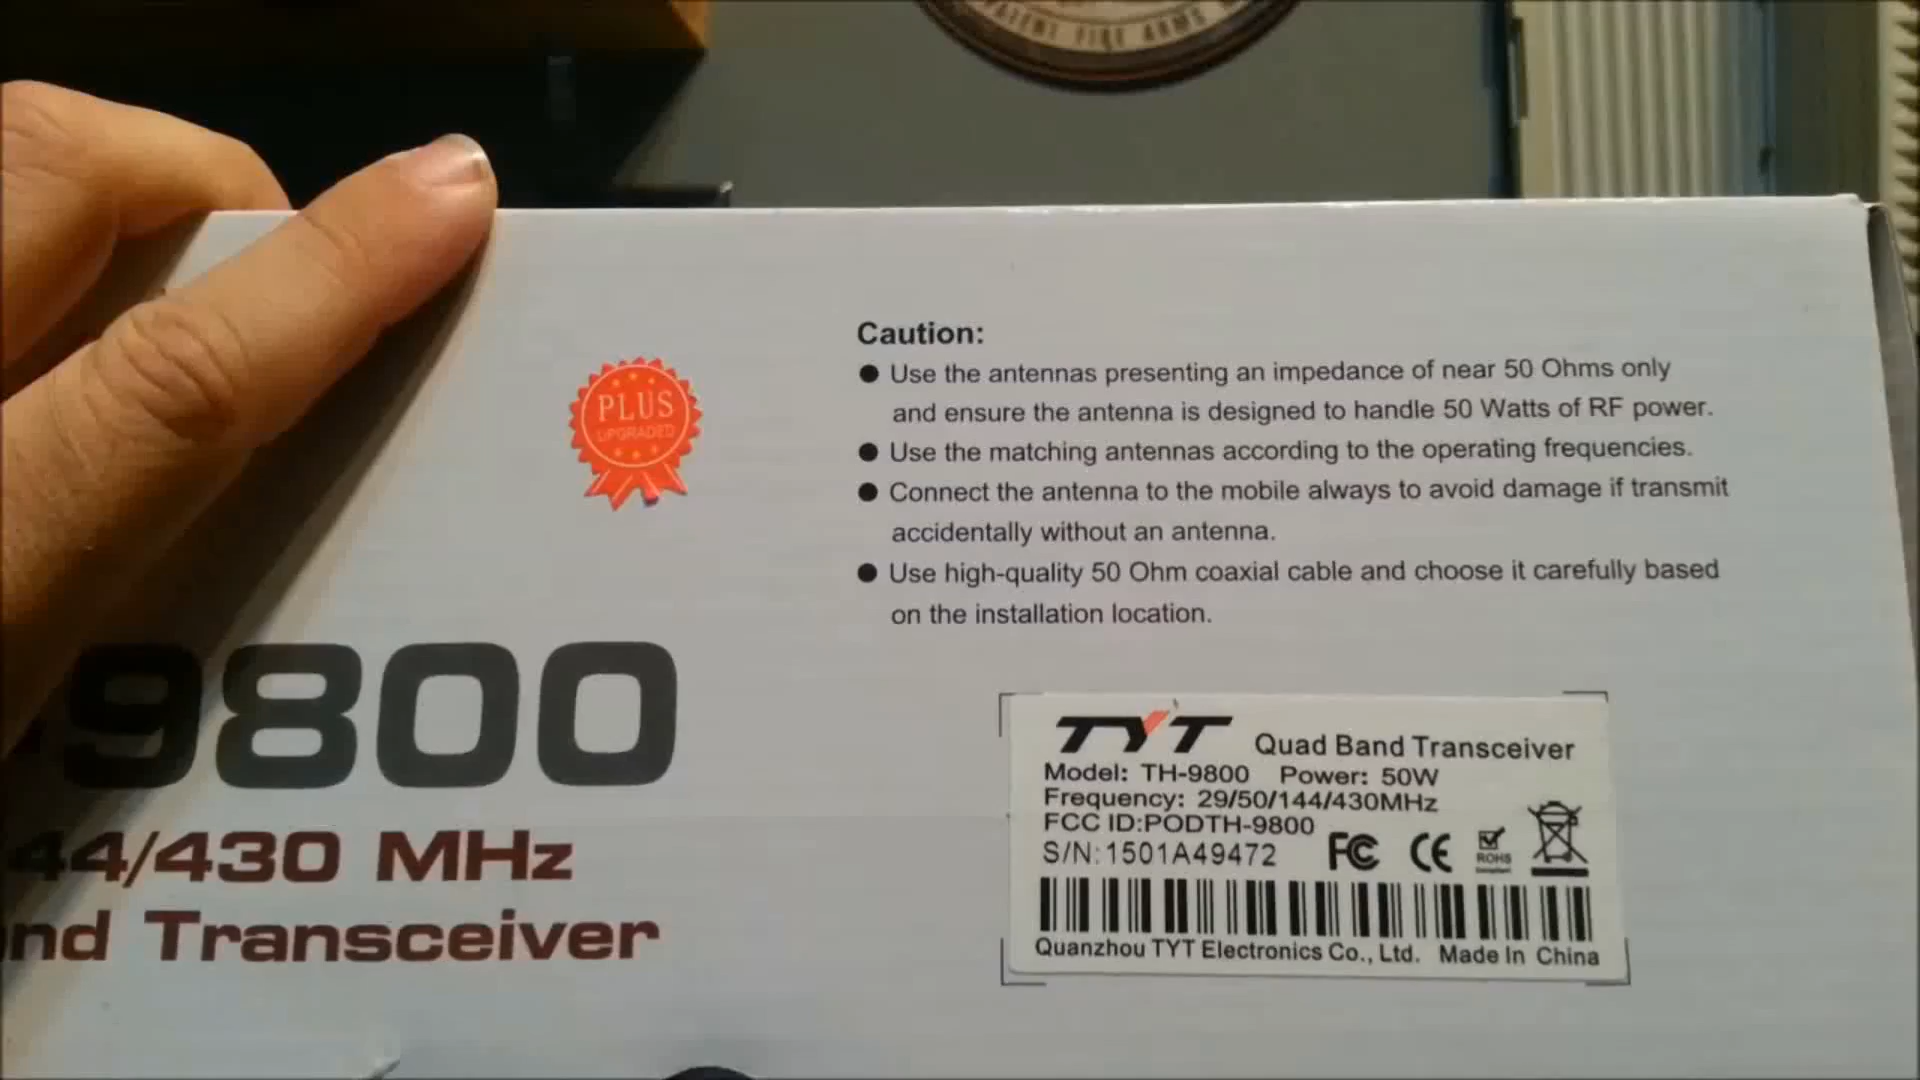 PATENT FIRE ARMS
PLUS
UPGRADED
Caution:
● Use the antennas presenting an impedance of near 50 Ohms only
and ensure the antenna is designed to handle 50 Watts of RF power.
● Use the matching antennas according to the operating frequencies.
● Connect the antenna to the mobile always to avoid damage if transmit
accidentally without an antenna.
● Use high-quality 50 Ohm coaxial cable and choose it carefully based
on the installation location.
9800
44/430 MHz
nd Transceiver
TYT Quad Band Transceiver
Model: TH-9800 Power: 50W
Frequency: 29/50/144/430MHz
FCC ID:PODTH-9800
S/N:1501A49472 FC CE ROHS
Quanzhou TYT Electronics Co., Ltd. Made In China